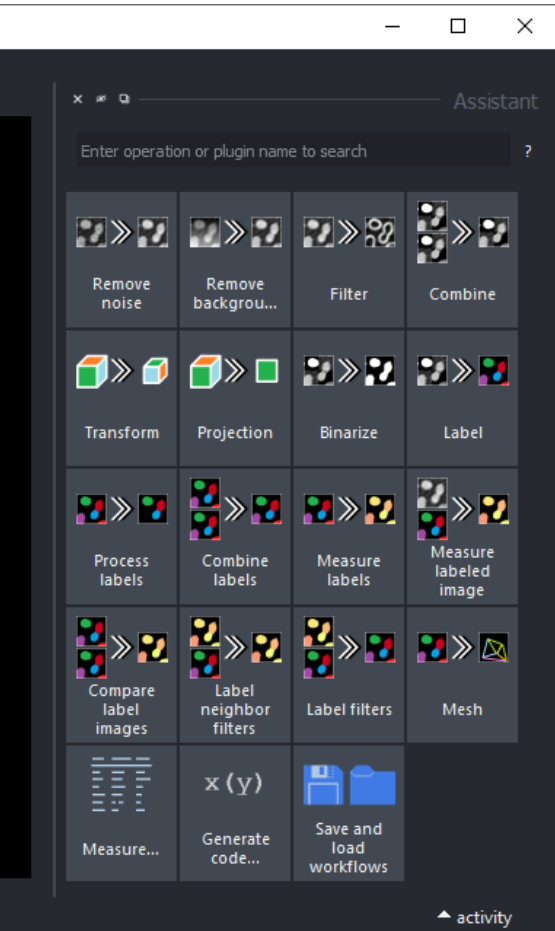 Assistant
Enter operation or plugin name to search
?
Remove
noise
Remove
backgrou...
Filter
Combine
Transform
Projection
Binarize
Label
Process
labels
Combine
labels
Measure
labels
Measure
labeled
image
Compare
label
images
Label
neighbor
filters
Label filters
Mesh
x(y)
Measure...
Generate
code...
Save and
load
workflows
activity